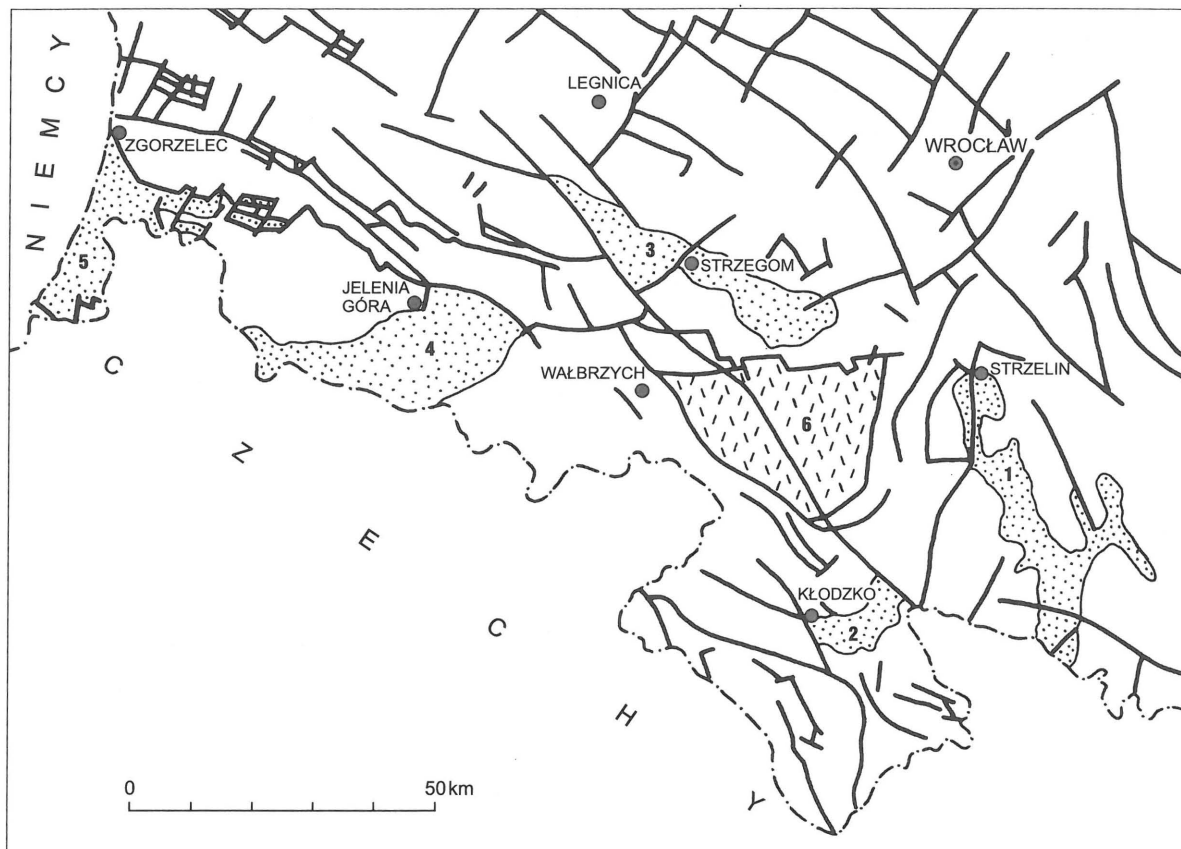 NIEMCY
LEGNICA
ZGORZELEC
WROCŁAW
3
STRZEGOM
5
JELENIA
GÓRA
4
WAŁBRZYCH
STRZELIN
6
1
KŁODZKO
2
CZECHY
0 50 km